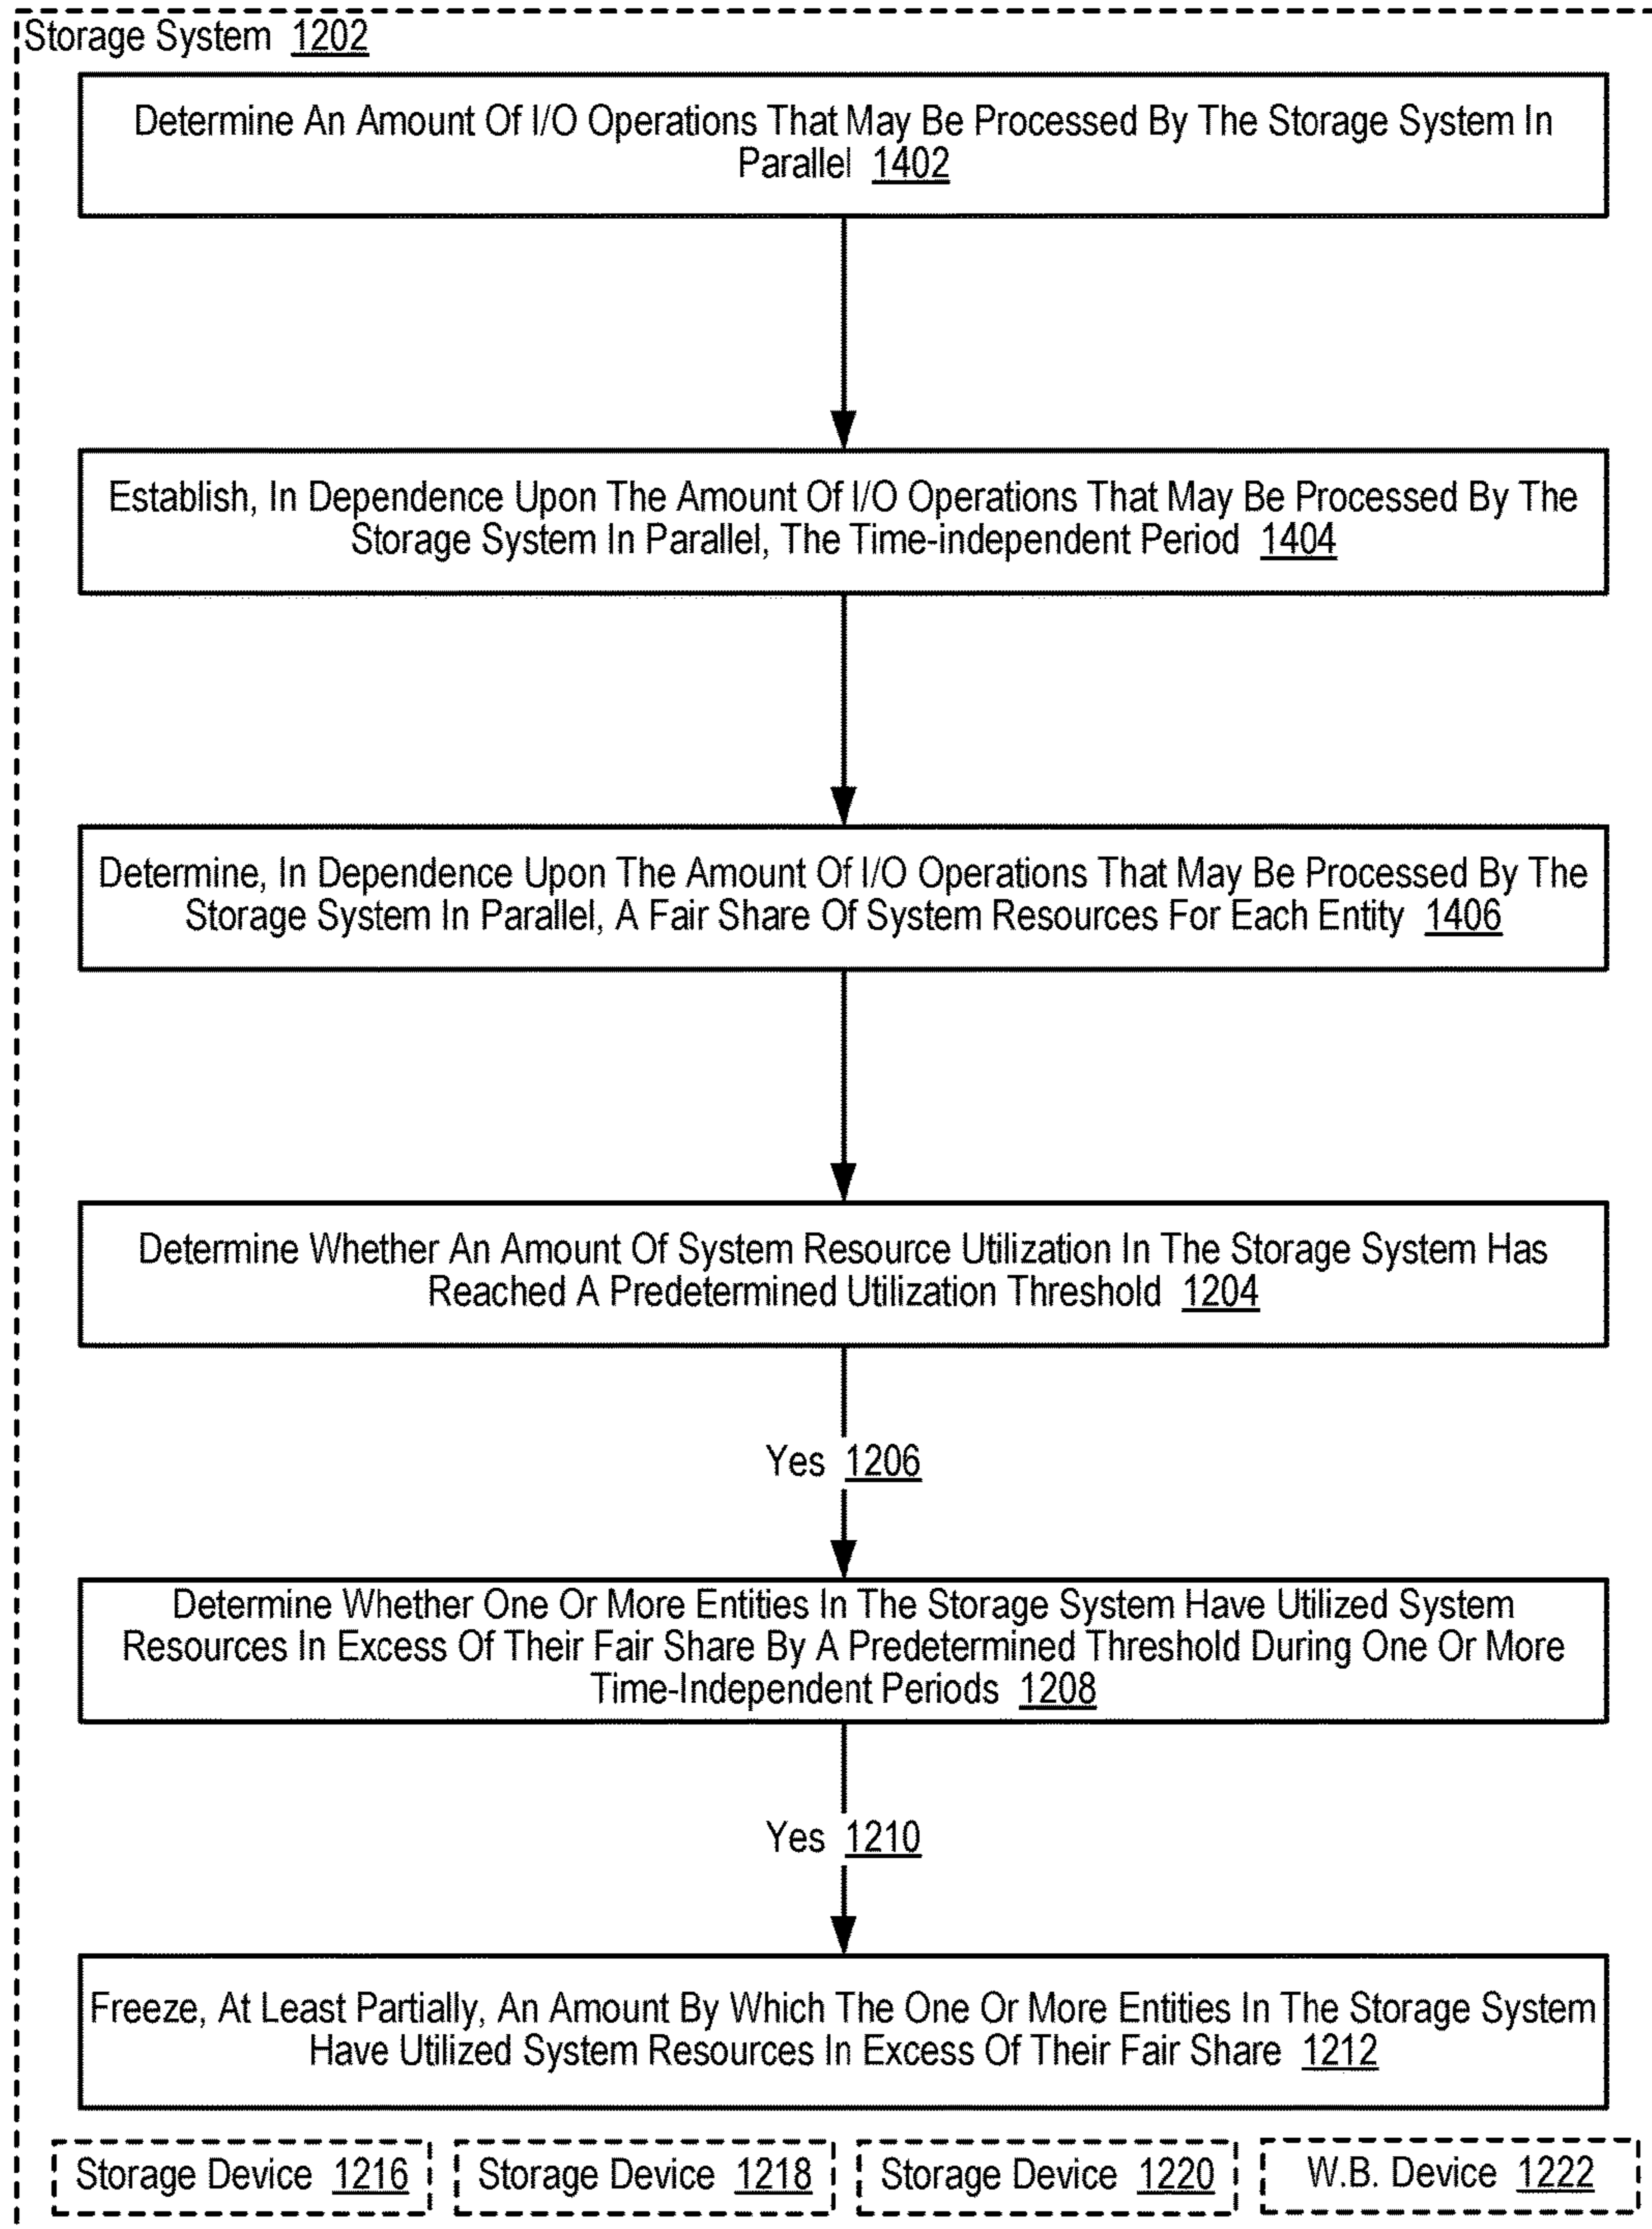 Storage System 1202
Determine An Amount Of I/O Operations That May Be Processed By The Storage System In
Parallel 1402
Establish, In Dependence Upon The Amount Of I/O Operations That May Be Processed By The
Storage System In Parallel, The Time-independent Period 1404
Determine, In Dependence Upon The Amount Of I/O Operations That May Be Processed By The
Storage System In Parallel, A Fair Share Of System Resources For Each Entity 1406
Determine Whether An Amount Of System Resource Utilization In The Storage System Has
Reached A Predetermined Utilization Threshold 1204
Yes 1206
Determine Whether One Or More Entities In The Storage System Have Utilized System
Resources In Excess Of Their Fair Share By A Predetermined Threshold During One Or More
Time-Independent Periods 1208
Yes 1210
Freeze, At Least Partially, An Amount By Which The One Or More Entities In The Storage System
Have Utilized System Resources In Excess Of Their Fair Share 1212
Storage Device 1216
Storage Device 1218
Storage Device 1220
W.B. Device 1222